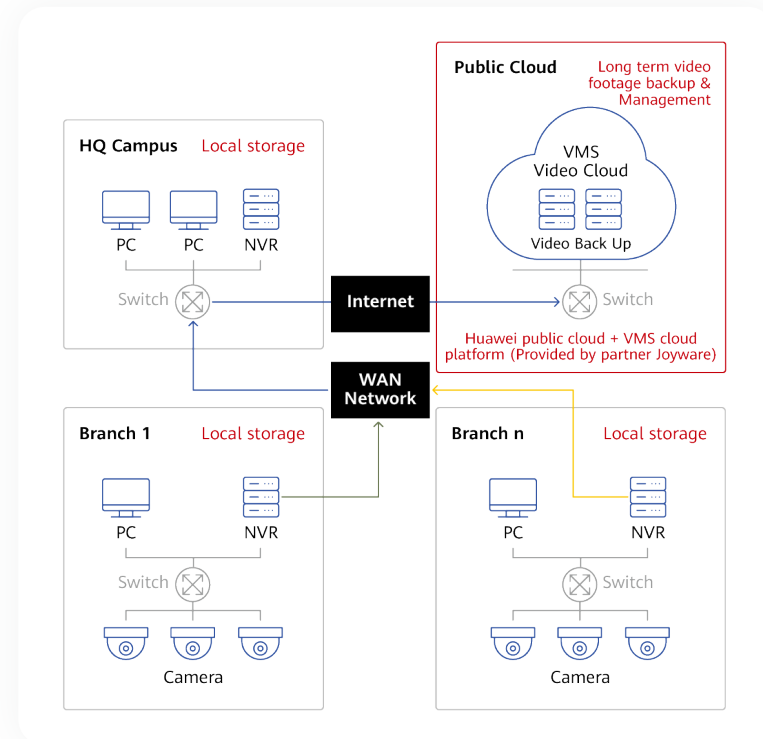 Public Cloud
Long term video
footage backup &
Management
VMS
Video Cloud
Video Back Up
Switch
Huawei public cloud + VMS cloud
platform (Provided by partner Joyware)
HQ Campus
Local storage
PC
PC
NVR
Switch
Internet
WAN
Network
Branch 1
Local storage
PC
NVR
Switch
Camera
Branch n
Local storage
PC
NVR
Switch
Camera